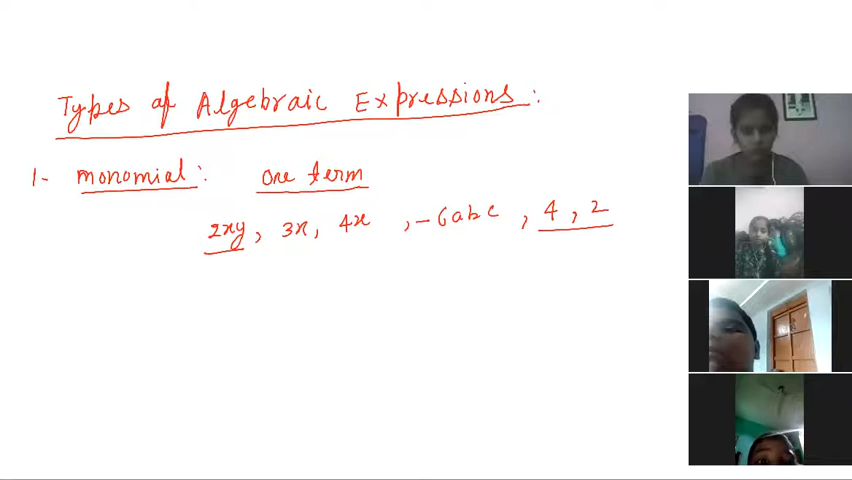 Types of Algebraic Expressions:
1- monomial: One term
2xy, 3x, 4x, -6abc, 4, 2